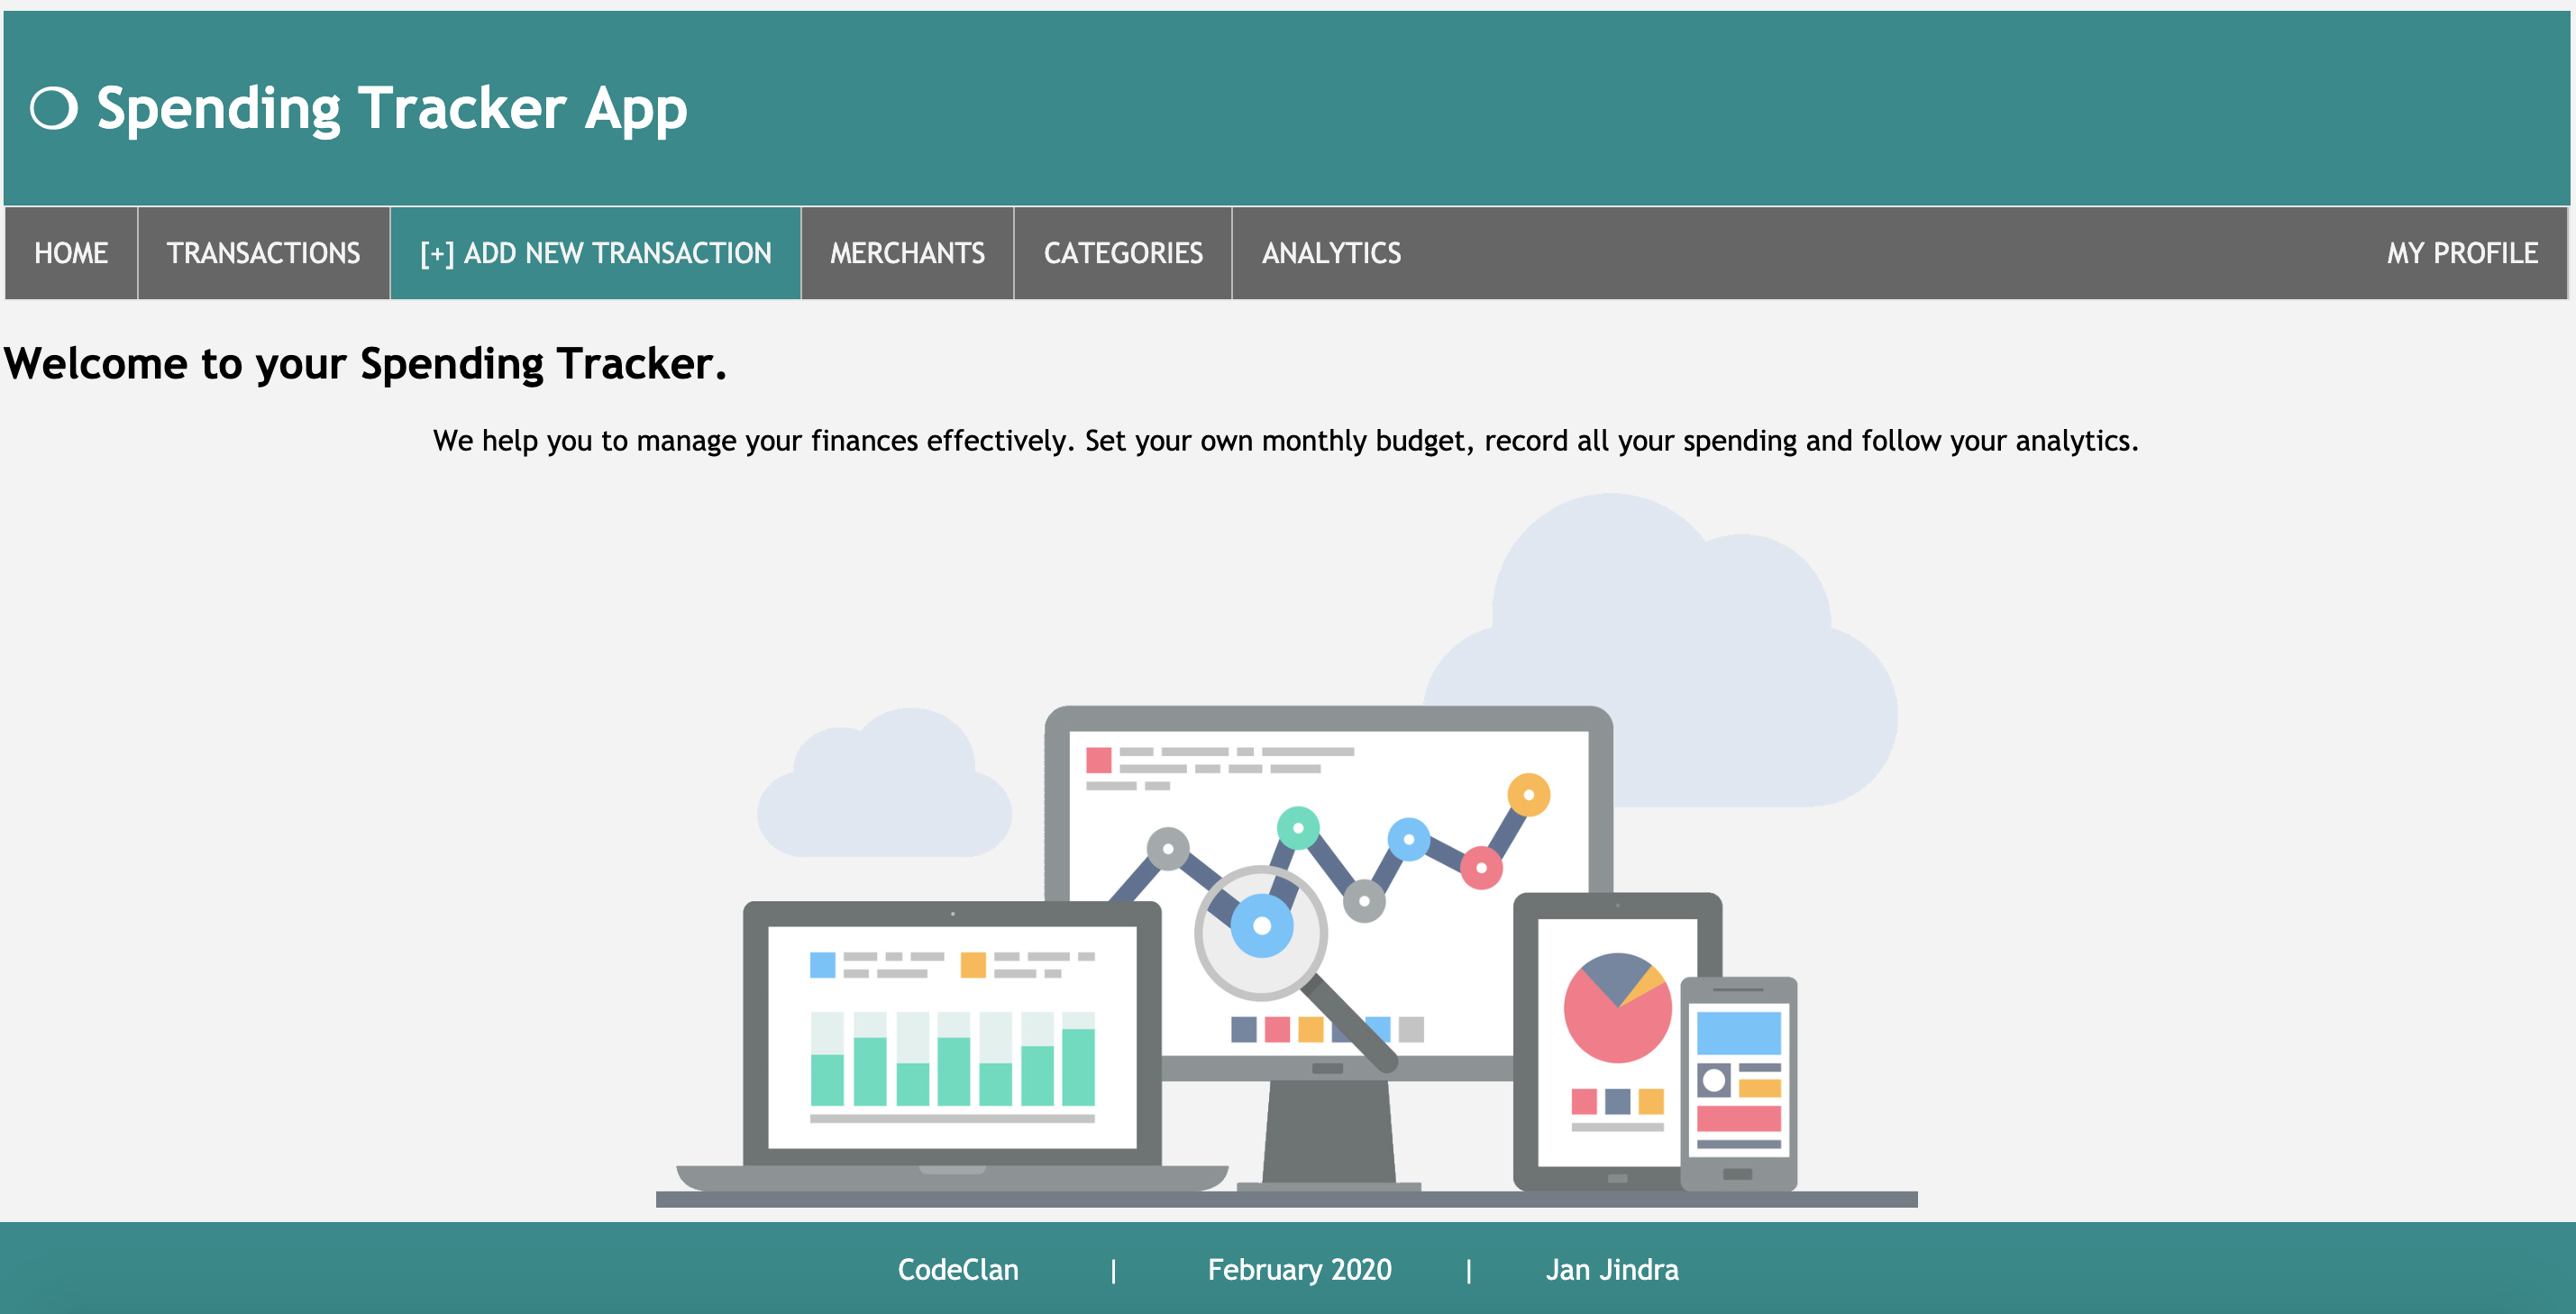 ❍ Spending Tracker App
HOME TRANSACTIONS [+] ADD NEW TRANSACTION MERCHANTS CATEGORIES ANALYTICS MY PROFILE
Welcome to your Spending Tracker.
We help you to manage your finances effectively. Set your own monthly budget, record all your spending and follow your analytics.
CodeClan | February 2020 | Jan Jindra